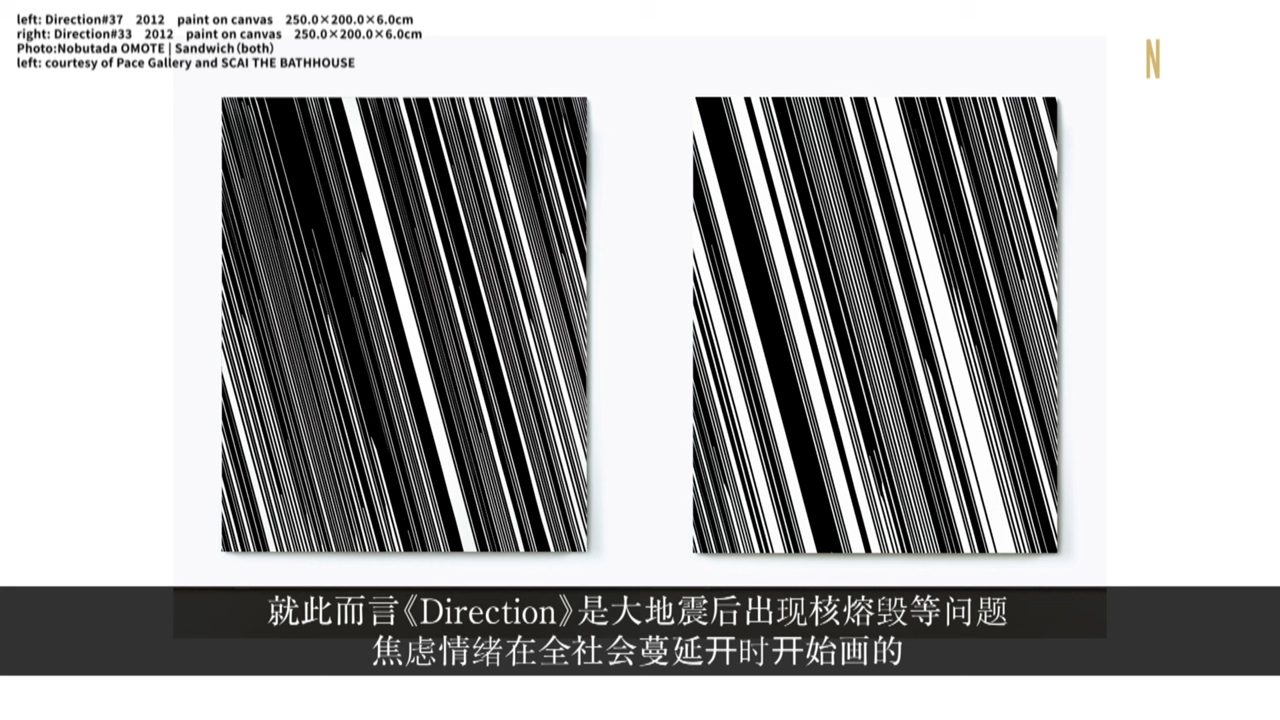 left: Direction#37 2012 paint on canvas 250.0×200.0×6.0cm
right: Direction#33 2012 paint on canvas 250.0×200.0×6.0cm
Photo:Nobutada OMOTE | Sandwich(both)
left: courtesy of Pace Gallery and SCAI THE BATHHOUSE
N
就此而言《Direction》是大地震后出现核熔毁等问题
焦虑情绪在全社会蔓延开时开始画的